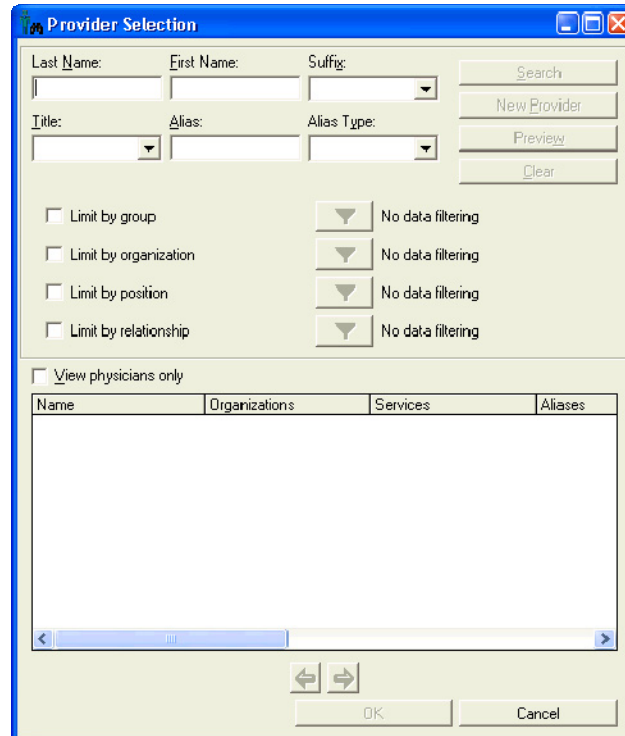 Provider Selection
Last Name: First Name: Suffix:
Search
New Provider
Title: Alias: Alias Type:
Preview
Clear
Limit by group No data filtering
Limit by organization No data filtering
Limit by position No data filtering
Limit by relationship No data filtering
View physicians only
Name Organizations Services Aliases
OK Cancel